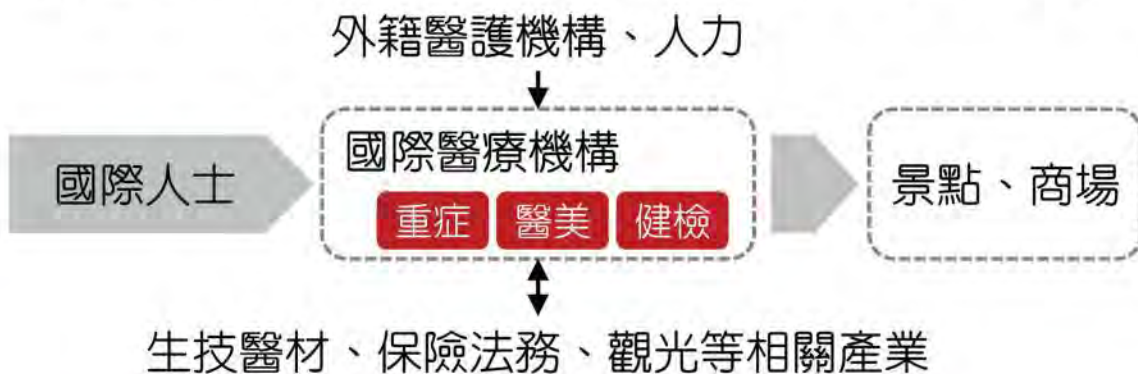 外籍醫護機構、人力
國際人士
國際醫療機構
重症 醫美 健檢
景點、商場
生技醫材、保險法務、觀光等相關產業